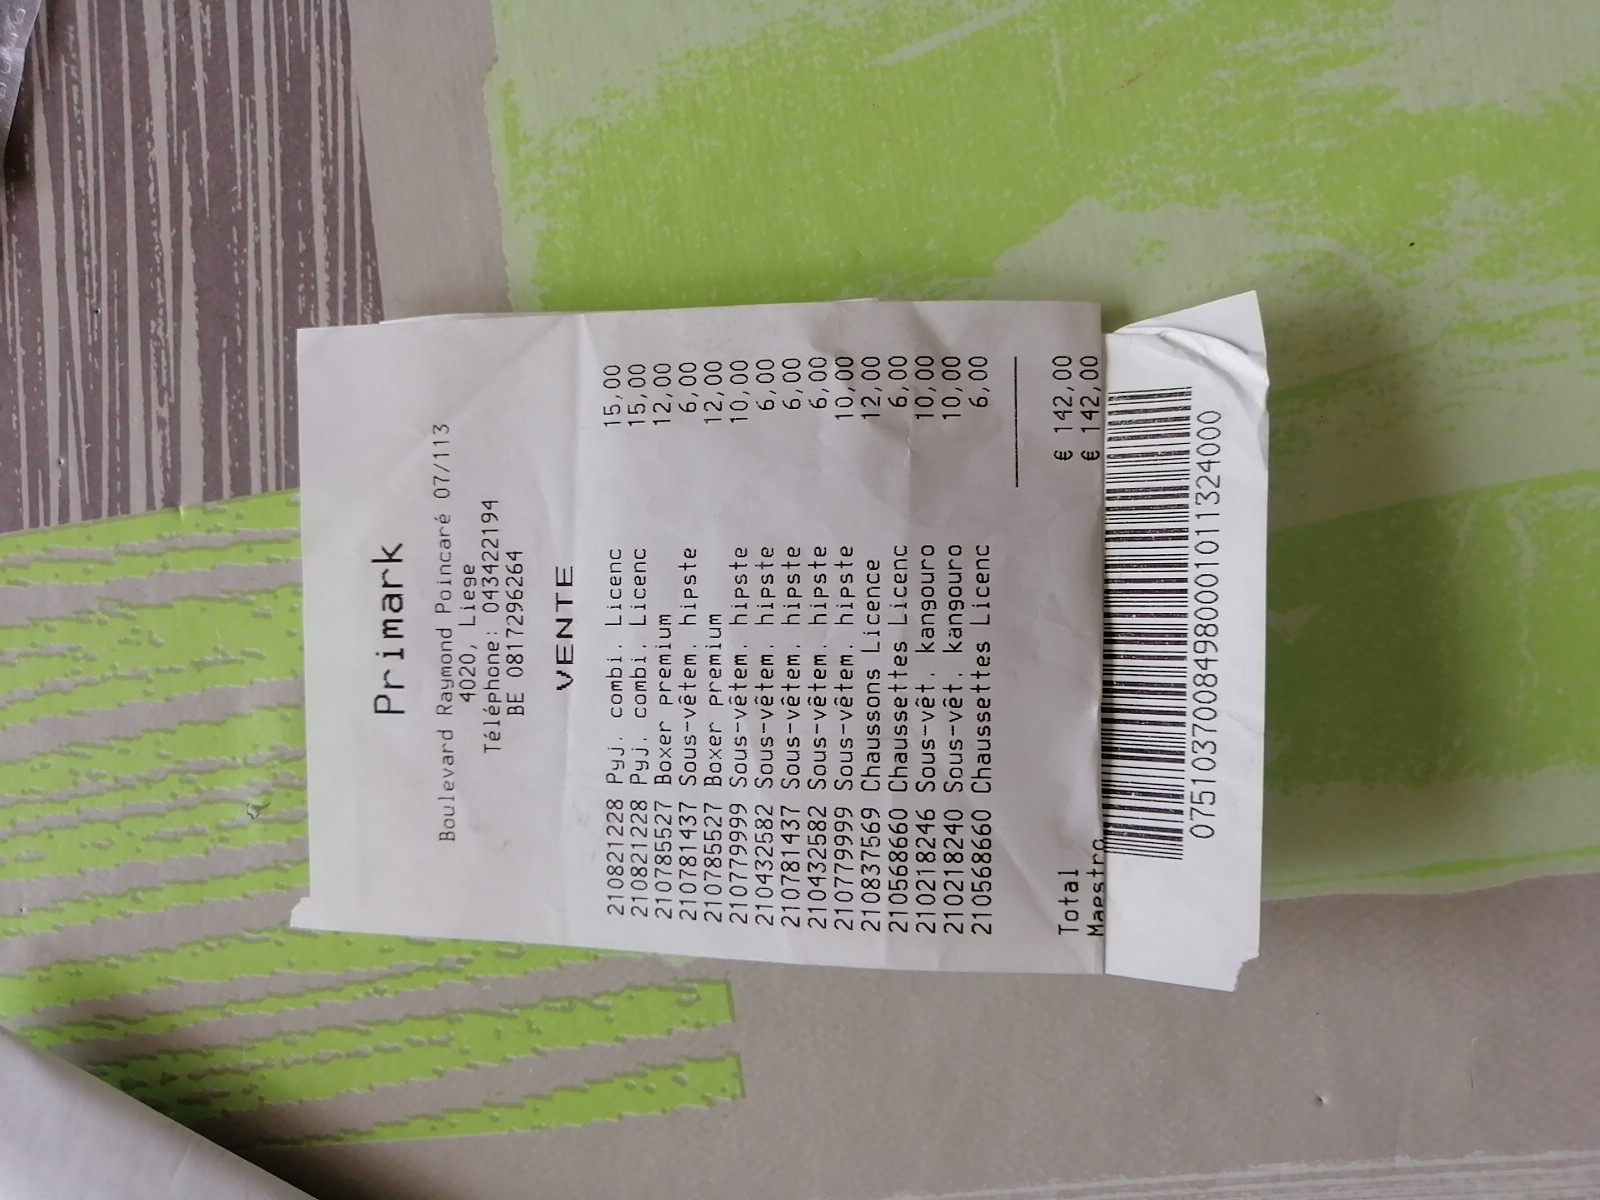 Primark
Boulevard Raymond Poincaré 07/113
4020, Liege
Téléphone: 043422194
BE 0817296264
VENTE
210821228 Pyj. combi. Licenc 15,00
210821228 Pyj. combi. Licenc 15,00
210785527 Boxer premium 12,00
210781437 Sous-vêtem. hipste 6,00
210785527 Boxer premium 12,00
210779999 Sous-vêtem. hipste 10,00
210432582 Sous-vêtem. hipste 6,00
210781437 Sous-vêtem. hipste 6,00
210432582 Sous-vêtem. hipste 6,00
210779999 Sous-vêtem. hipste 10,00
210837569 Chaussons Licence 12,00
210568660 Chaussettes Licenc 6,00
210218246 Sous-vêt. kangouro 10,00
210218240 Sous-vêt. kangouro 10,00
210568660 Chaussettes Licenc 6,00
Total € 142,00
Maestro € 142,00
07510370084980001011324000